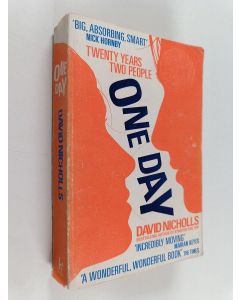 'BIG, ABSORBING, SMART'
NICK HORNBY
TWENTY YEARS
TWO PEOPLE
ONE DAY
DAVID NICHOLLS
'INCREDIBLY MOVING' MARIAN KEYES
'A WONDERFUL, WONDERFUL BOOK' THE TIMES
ONE
DAY
DAVID NICHOLLS